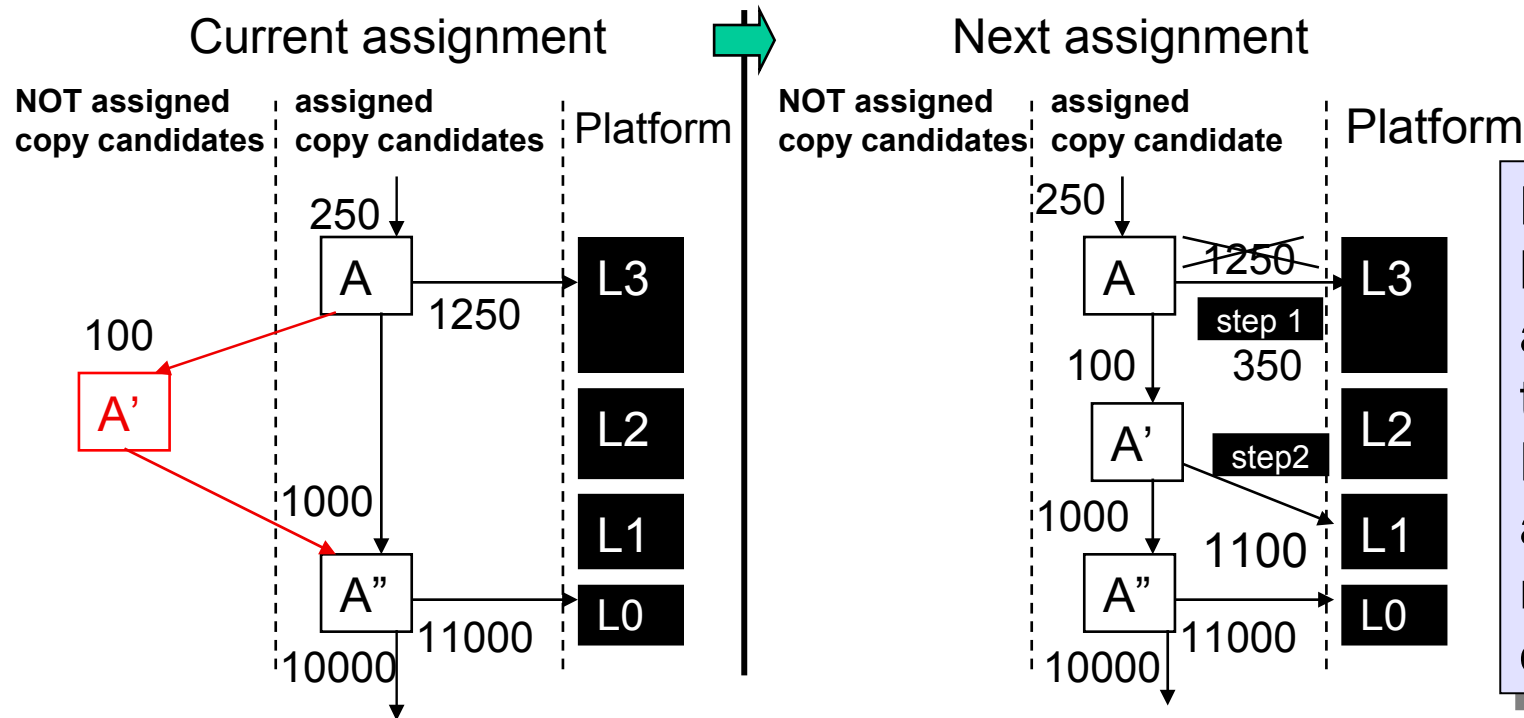 Current assignment
NOT assigned
copy candidates
assigned
copy candidates
Platform
250
A
1250
L3
100
A’
L2
1000
L1
A”
11000
L0
10000
Next assignment
NOT assigned
copy candidates
assigned
copy candidate
Platform
250
A
1250
L3
step 1
100
350
A’
L2
step2
1000
L1
1100
A”
L0
11000
10000